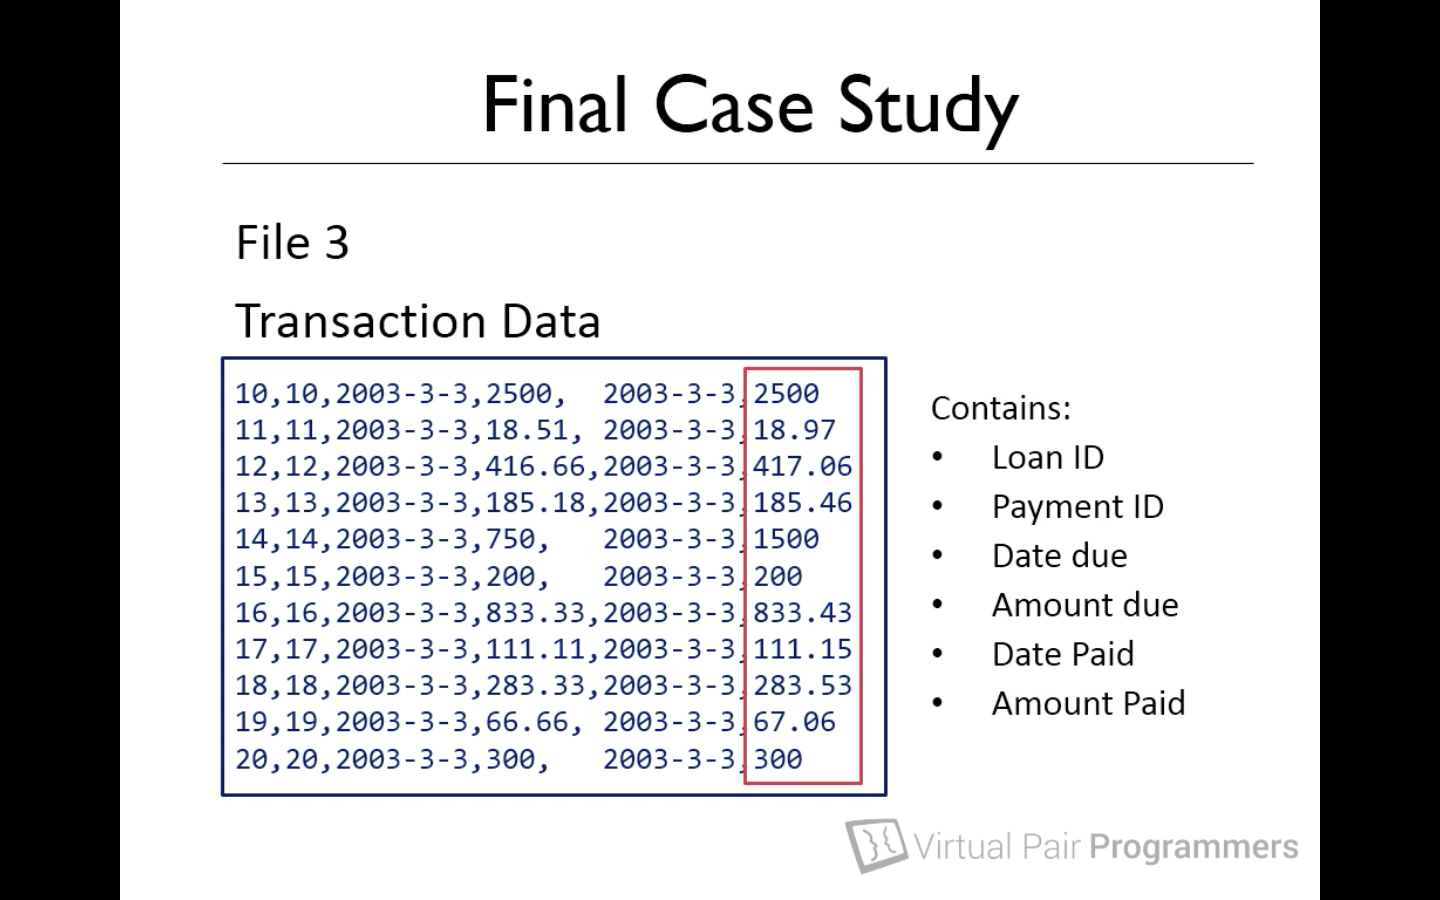 Final Case Study
File 3
Transaction Data
10,10,2003-3-3,2500, 2003-3-3,2500
11,11,2003-3-3,18.51, 2003-3-3,18.97
12,12,2003-3-3,416.66,2003-3-3,417.06
13,13,2003-3-3,185.18,2003-3-3,185.46
14,14,2003-3-3,750, 2003-3-3,1500
15,15,2003-3-3,200, 2003-3-3,200
16,16,2003-3-3,833.33,2003-3-3,833.43
17,17,2003-3-3,111.11,2003-3-3,111.15
18,18,2003-3-3,283.33,2003-3-3,283.53
19,19,2003-3-3,66.66, 2003-3-3,67.06
20,20,2003-3-3,300, 2003-3-3,300
Contains:
• Loan ID
• Payment ID
• Date due
• Amount due
• Date Paid
• Amount Paid
Virtual Pair Programmers